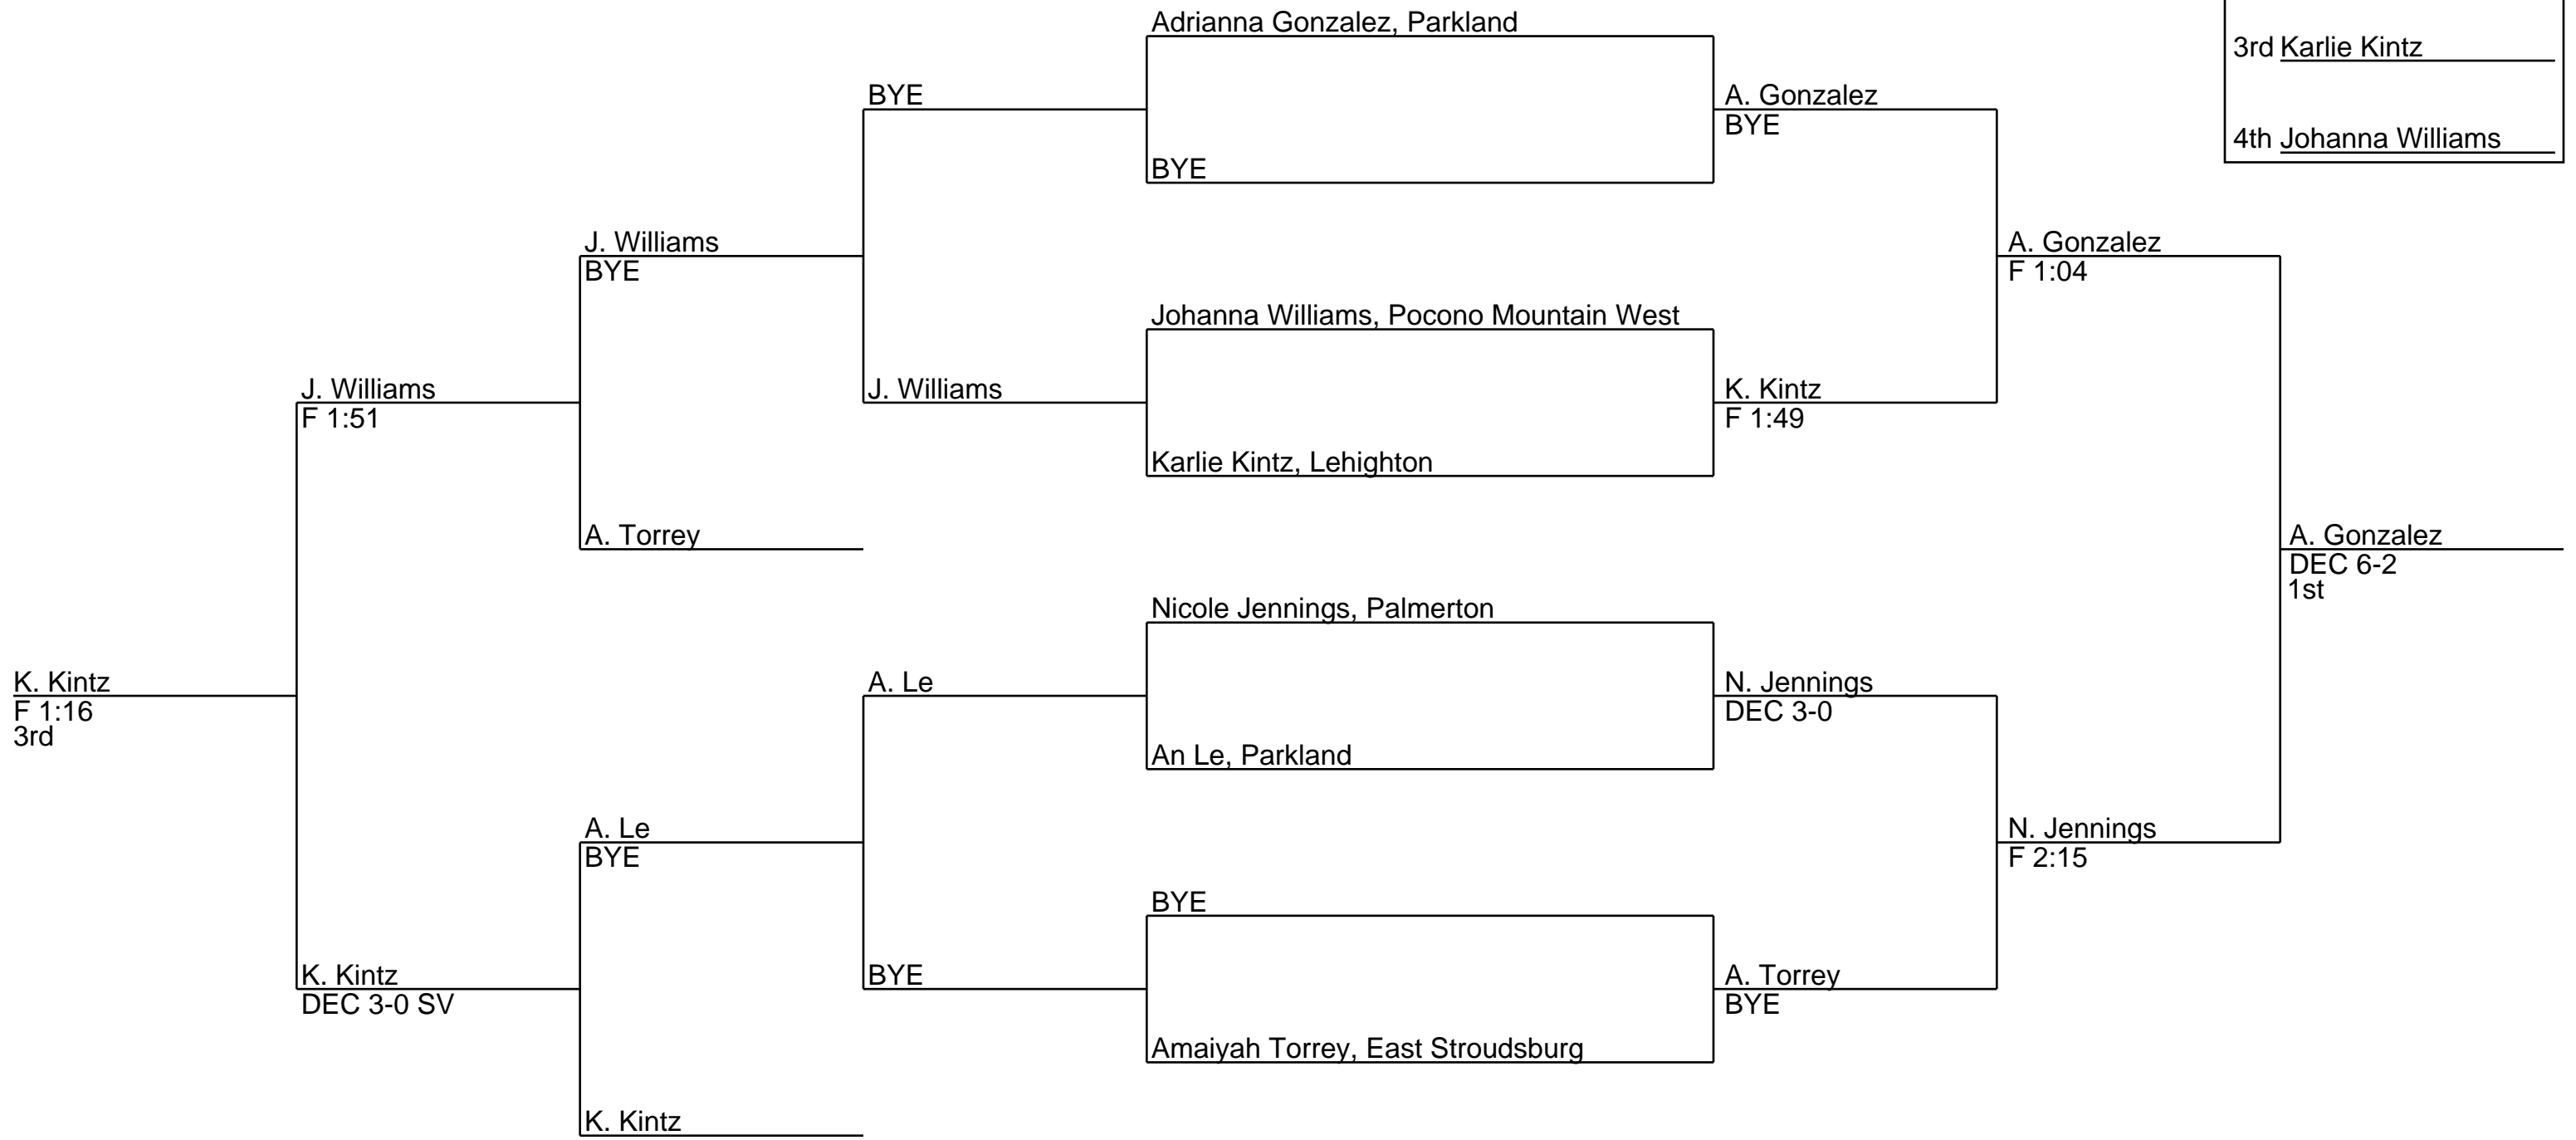 Adrianna Gonzalez, Parkland
3rd Karlie Kintz
BYE
A. Gonzalez
BYE
4th Johanna Williams
BYE
J. Williams
BYE
A. Gonzalez
F 1:04
Johanna Williams, Pocono Mountain West
J. Williams
F 1:51
J. Williams
K. Kintz
F 1:49
Karlie Kintz, Lehighton
A. Torrey
A. Gonzalez
DEC 6-2
1st
Nicole Jennings, Palmerton
K. Kintz
F 1:16
3rd
A. Le
N. Jennings
DEC 3-0
An Le, Parkland
A. Le
BYE
N. Jennings
F 2:15
BYE
K. Kintz
DEC 3-0 SV
BYE
A. Torrey
BYE
Amaiyah Torrey, East Stroudsburg
K. Kintz